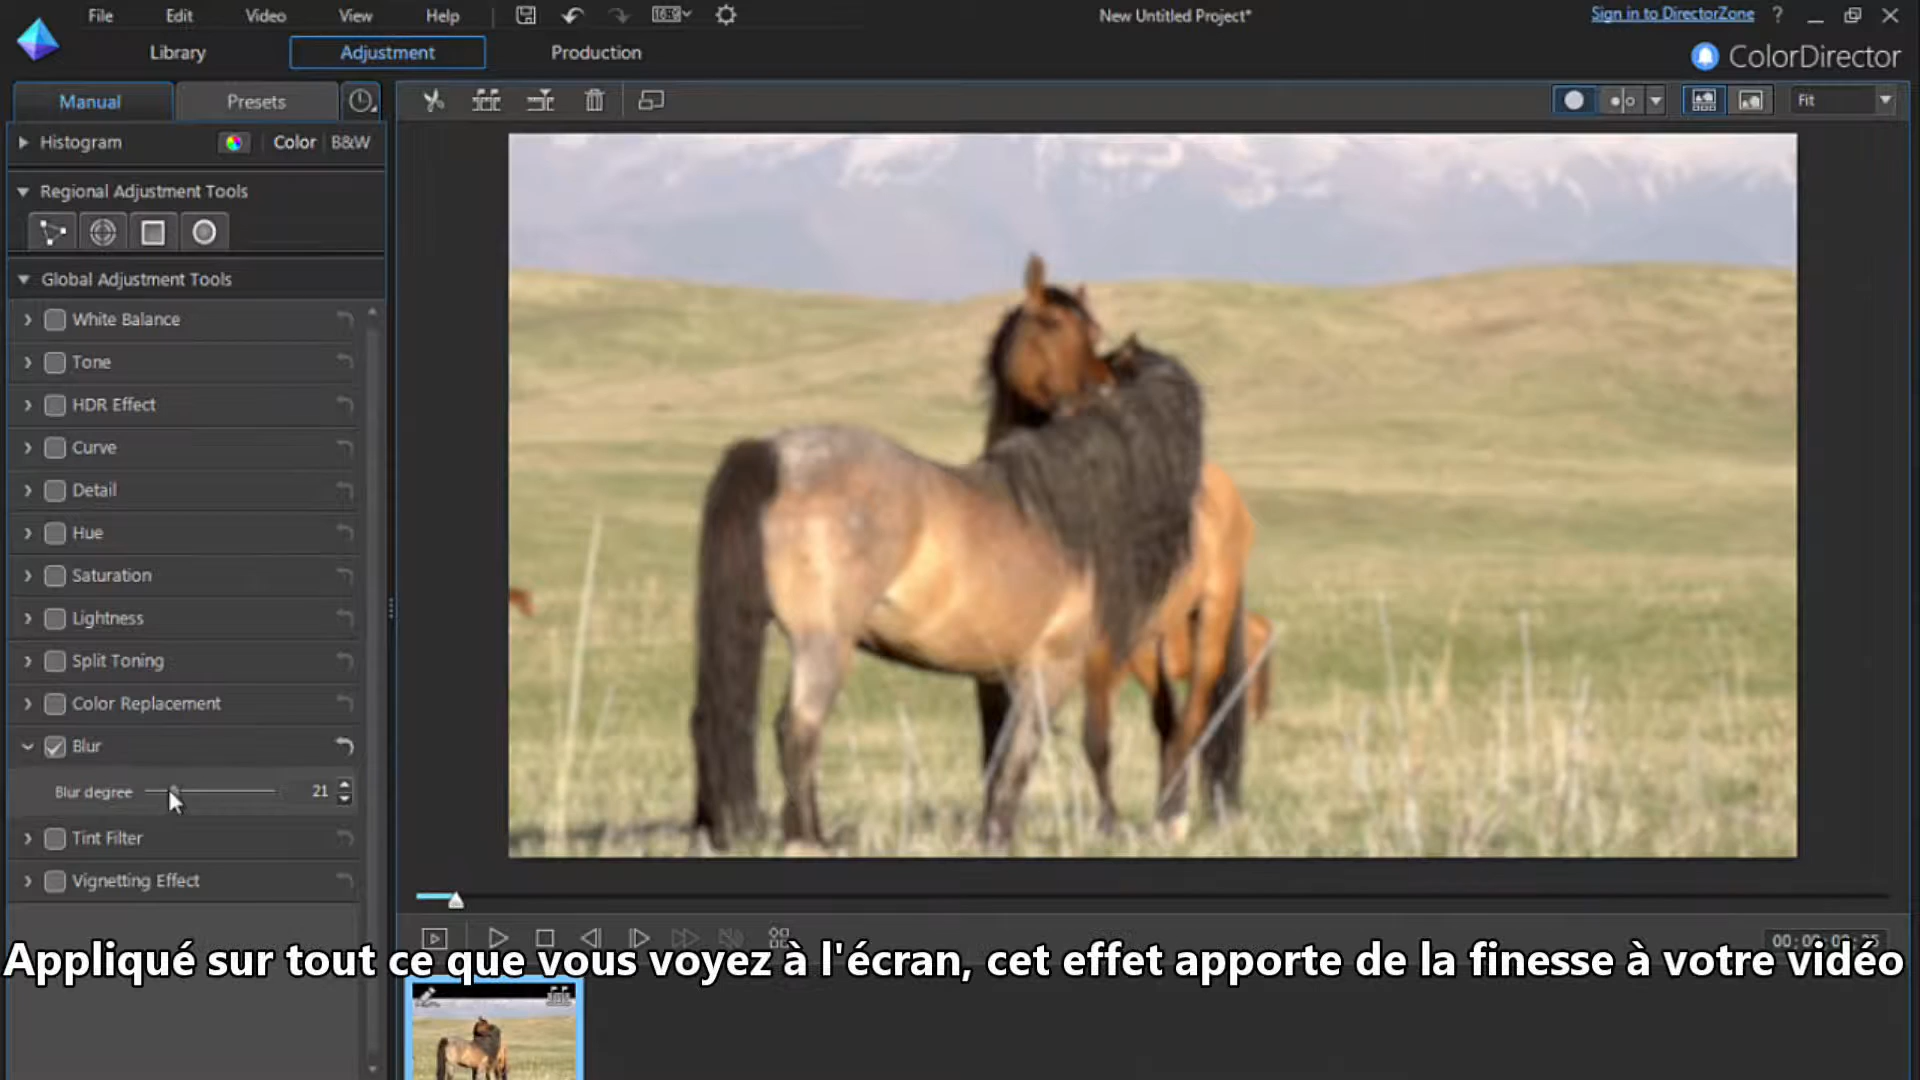 File Edit Video View Help
16:9
New Untitled Project*
Sign in to DirectorZone ?
Library Adjustment Production
ColorDirector
Manual Presets
Fit
Histogram Color B&W
Regional Adjustment Tools
Global Adjustment Tools
White Balance
Tone
HDR Effect
Curve
Detail
Hue
Saturation
Lightness
Split Toning
Color Replacement
Blur
Blur degree 21
Tint Filter
Vignetting Effect
Appliqué sur tout ce que vous voyez à l'écran, cet effet apporte de la finesse à votre vidéo